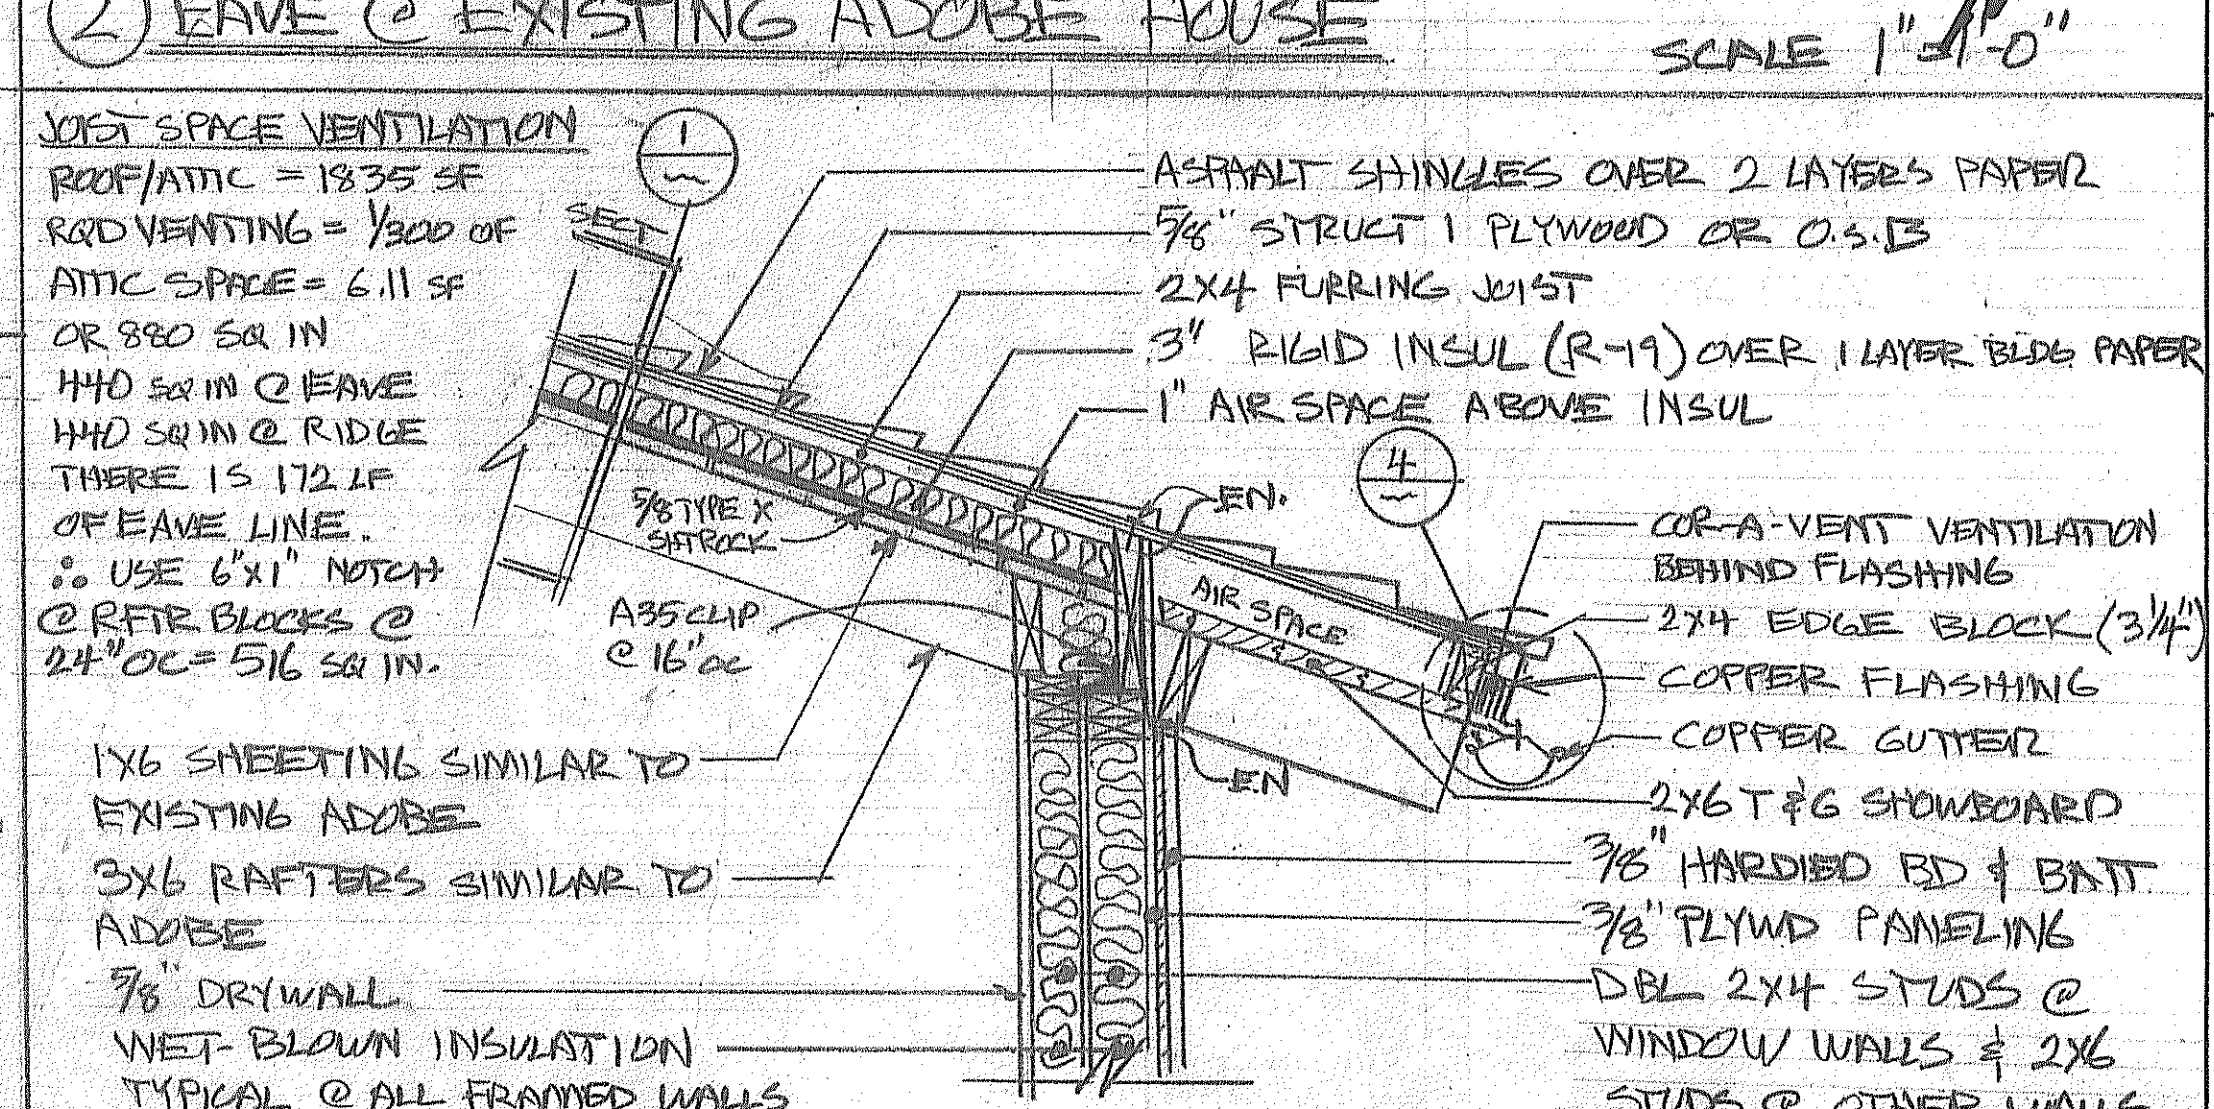 2 EAVE @ EXISTING ADOBE HOUSE
SCALE 1"=1'-0"
JOIST SPACE VENTILATION
ROOF/ATTIC = 1835 SF
RQD VENTING = 1/300 OF
ATTIC SPACE = 6.11 SF
OR 880 SQ IN
440 SQ IN @ EAVE
440 SQ IN @ RIDGE
THERE IS 172 LF
OF EAVE LINE.
∴ USE 6"X1" NOTCH
@ RFTR BLOCKS @
24" OC = 516 SQ IN.
1
SECT
ASPHALT SHINGLES OVER 2 LAYERS PAPER
5/8" STRUCT 1 PLYWOOD OR O.S.B
2X4 FURRING JOIST
3" RIGID INSUL (R-19) OVER 1 LAYER BLDG PAPER
1" AIR SPACE ABOVE INSUL
4
EN.
5/8 TYPE X
SHTROCK
A35 CLIP
@ 16" OC
AIR SPACE
EN
COR-A-VENT VENTILATION
BEHIND FLASHING
2X4 EDGE BLOCK (3 1/4")
COPPER FLASHING
COPPER GUTTER
2X6 T & G SHOWBOARD
3/8" HARDIED BD & BATT
3/8" PLYWD PANELING
DBL 2X4 STUDS @
WINDOW WALLS & 2X6
STUDS @ OTHER WALLS
1X6 SHEETING SIMILAR TO
EXISTING ADOBE
3X6 RAFTERS SIMILAR TO
ADOBE
5/8" DRYWALL
WET-BLOWN INSULATION
TYPICAL @ ALL FRAMED WALLS